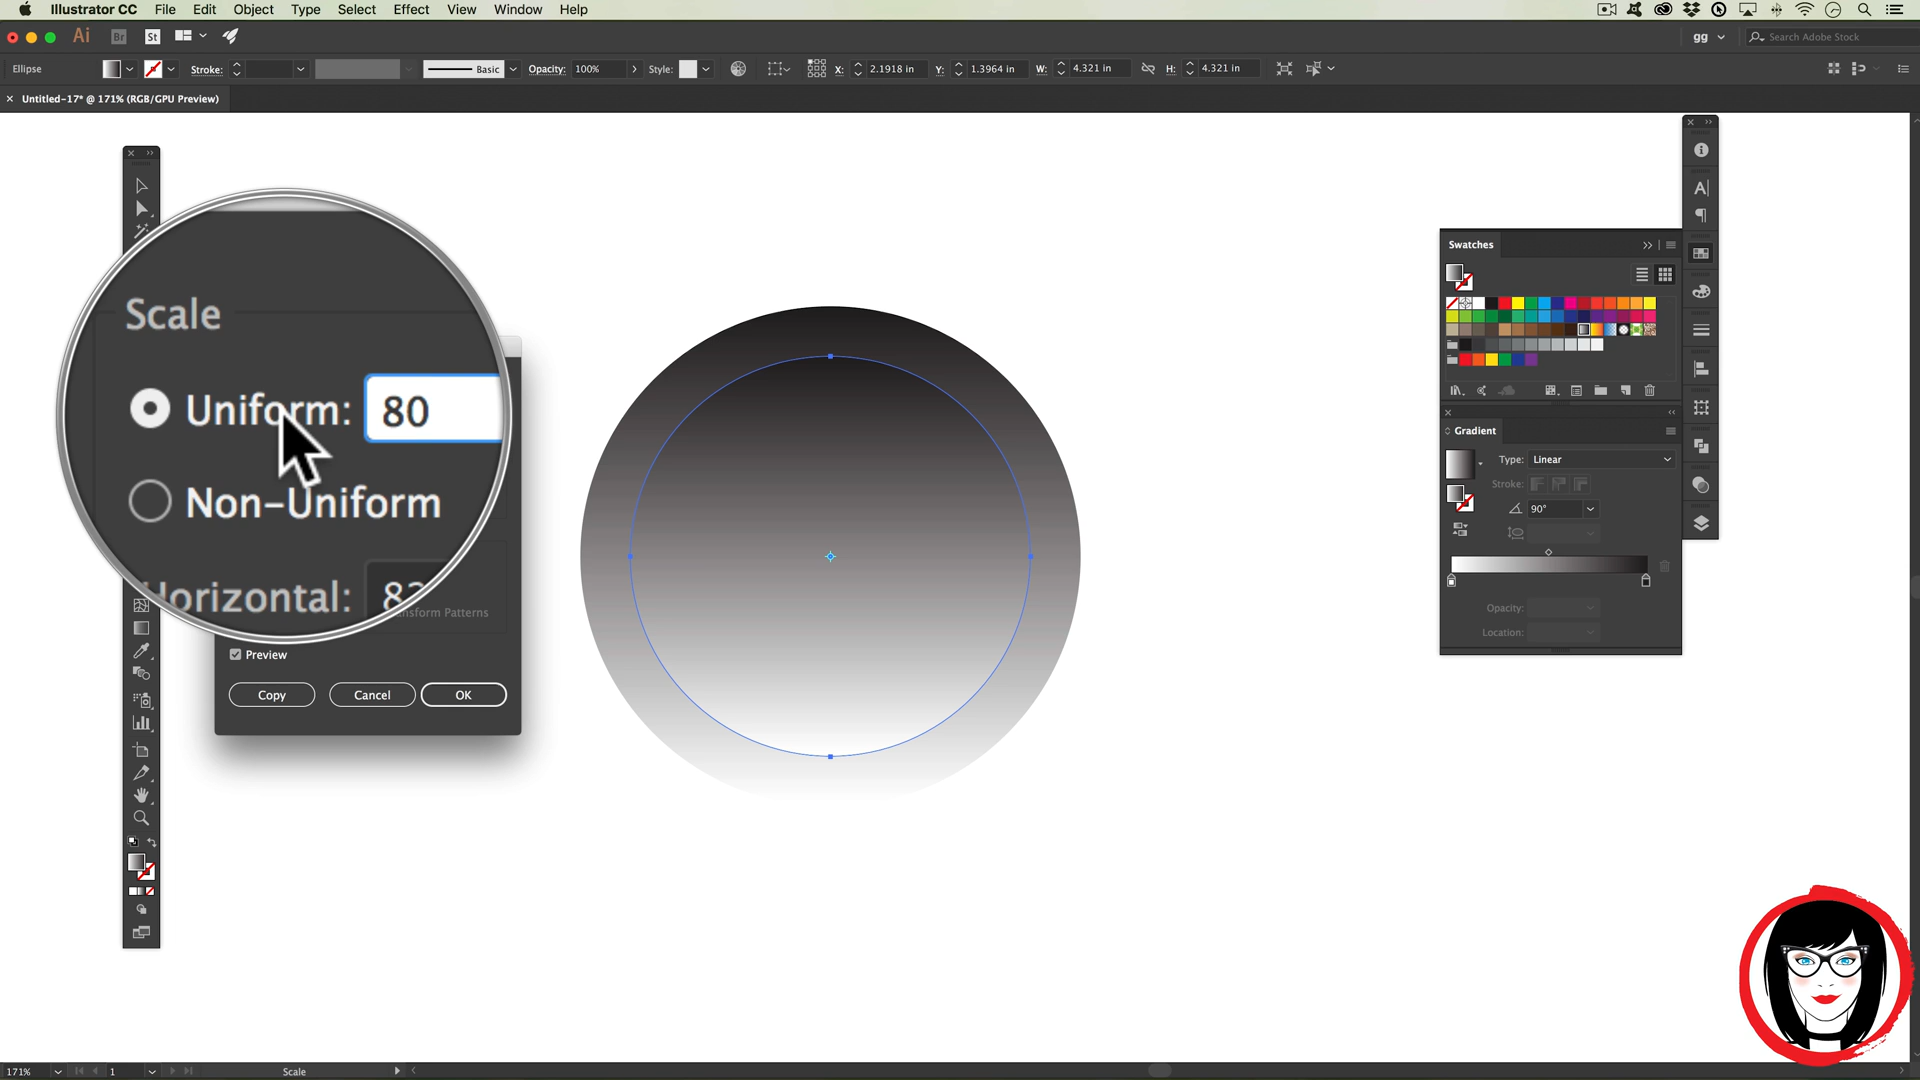 Illustrator CC File Edit Object Type Select Effect View Window Help
Ai Br St gg Search Adobe Stock
Ellipse Stroke: Basic Opacity: 100% Style: X: 2.1918 in Y: 1.3964 in W: 4.321 in H: 4.321 in
Untitled-17* @ 171% (RGB/GPU Preview)
Scale
Uniform: 80
Non-Uniform
Horizontal:
Transform Patterns
Preview
Copy Cancel OK
Swatches
Gradient
Type: Linear
Stroke:
90°
Opacity:
Location:
171% 1 Scale